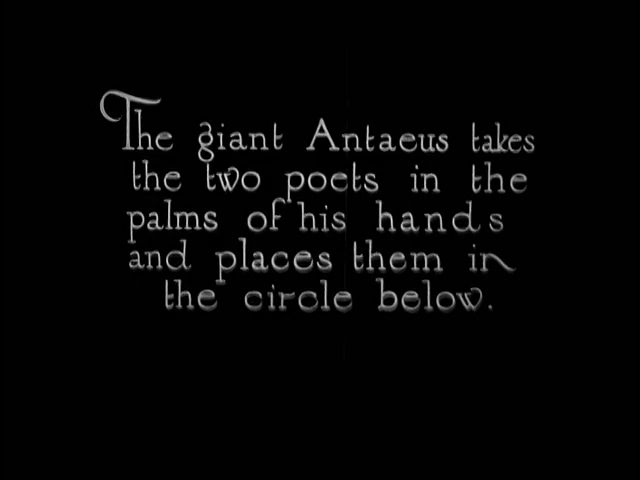 The giant Antaeus takes
the two poets in the
palms of his hands
and places them in
the circle below.